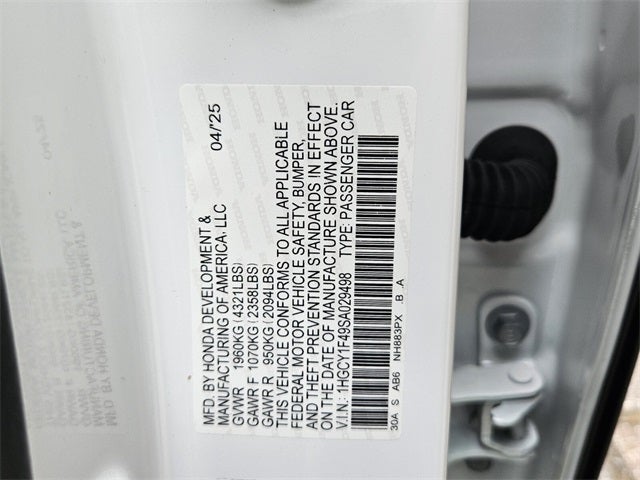 MFD. BY HONDA DEVELOPMENT & 04/'25
MANUFACTURING OF AMERICA, LLC
GVWR 1960KG (4321LBS)
GAWR F 1070KG (2358LBS)
GAWR R 950KG (2094LBS)
THIS VEHICLE CONFORMS TO ALL APPLICABLE
FEDERAL MOTOR VEHICLE SAFETY, BUMPER,
AND THEFT PREVENTION STANDARDS IN EFFECT
ON THE DATE OF MANUFACTURE SHOWN ABOVE.
V.I.N.: 1HGCY1F49SA029498 TYPE: PASSENGER CAR
30A S AB6 NH883PX .B .A